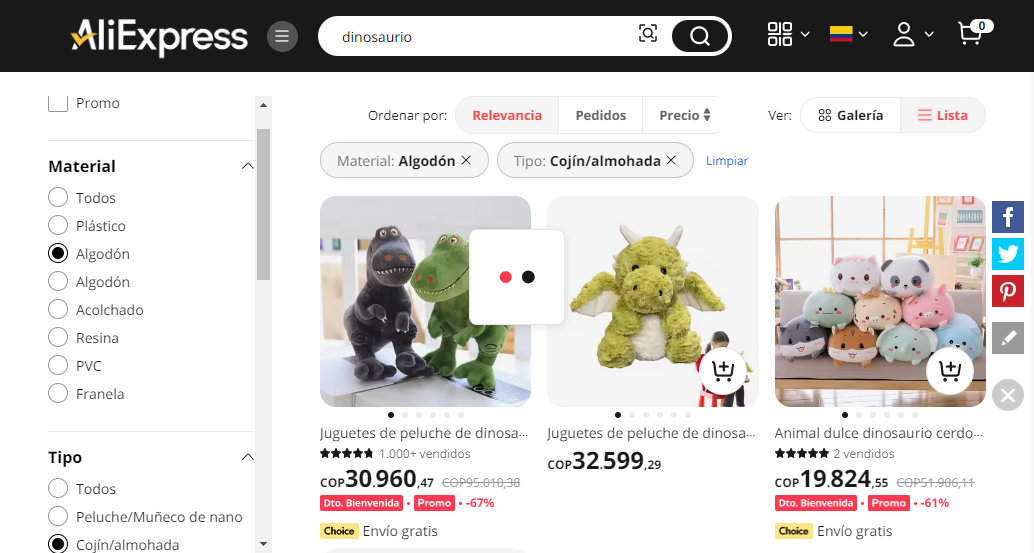 AliExpress
dinosaurio
0
Promo
Material
Todos
Plástico
Algodón
Algodón
Acolchado
Resina
PVC
Franela
Tipo
Todos
Peluche/Muñeco de nano
Cojín/almohada
Ordenar por: Relevancia Pedidos Precio
Ver: Galería Lista
Material: Algodón
Tipo: Cojín/almohada
Limpiar
Juguetes de peluche de dinosa...
1.000+ vendidos
COP30.960,47 COP95.010,38
Dto. Bienvenida • Promo • -67%
Choice Envío gratis
Juguetes de peluche de dinosa...
COP32.599,29
Animal dulce dinosaurio cerdo...
2 vendidos
COP19.824,55 COP51.906,11
Dto. Bienvenida • Promo • -61%
Choice Envío gratis